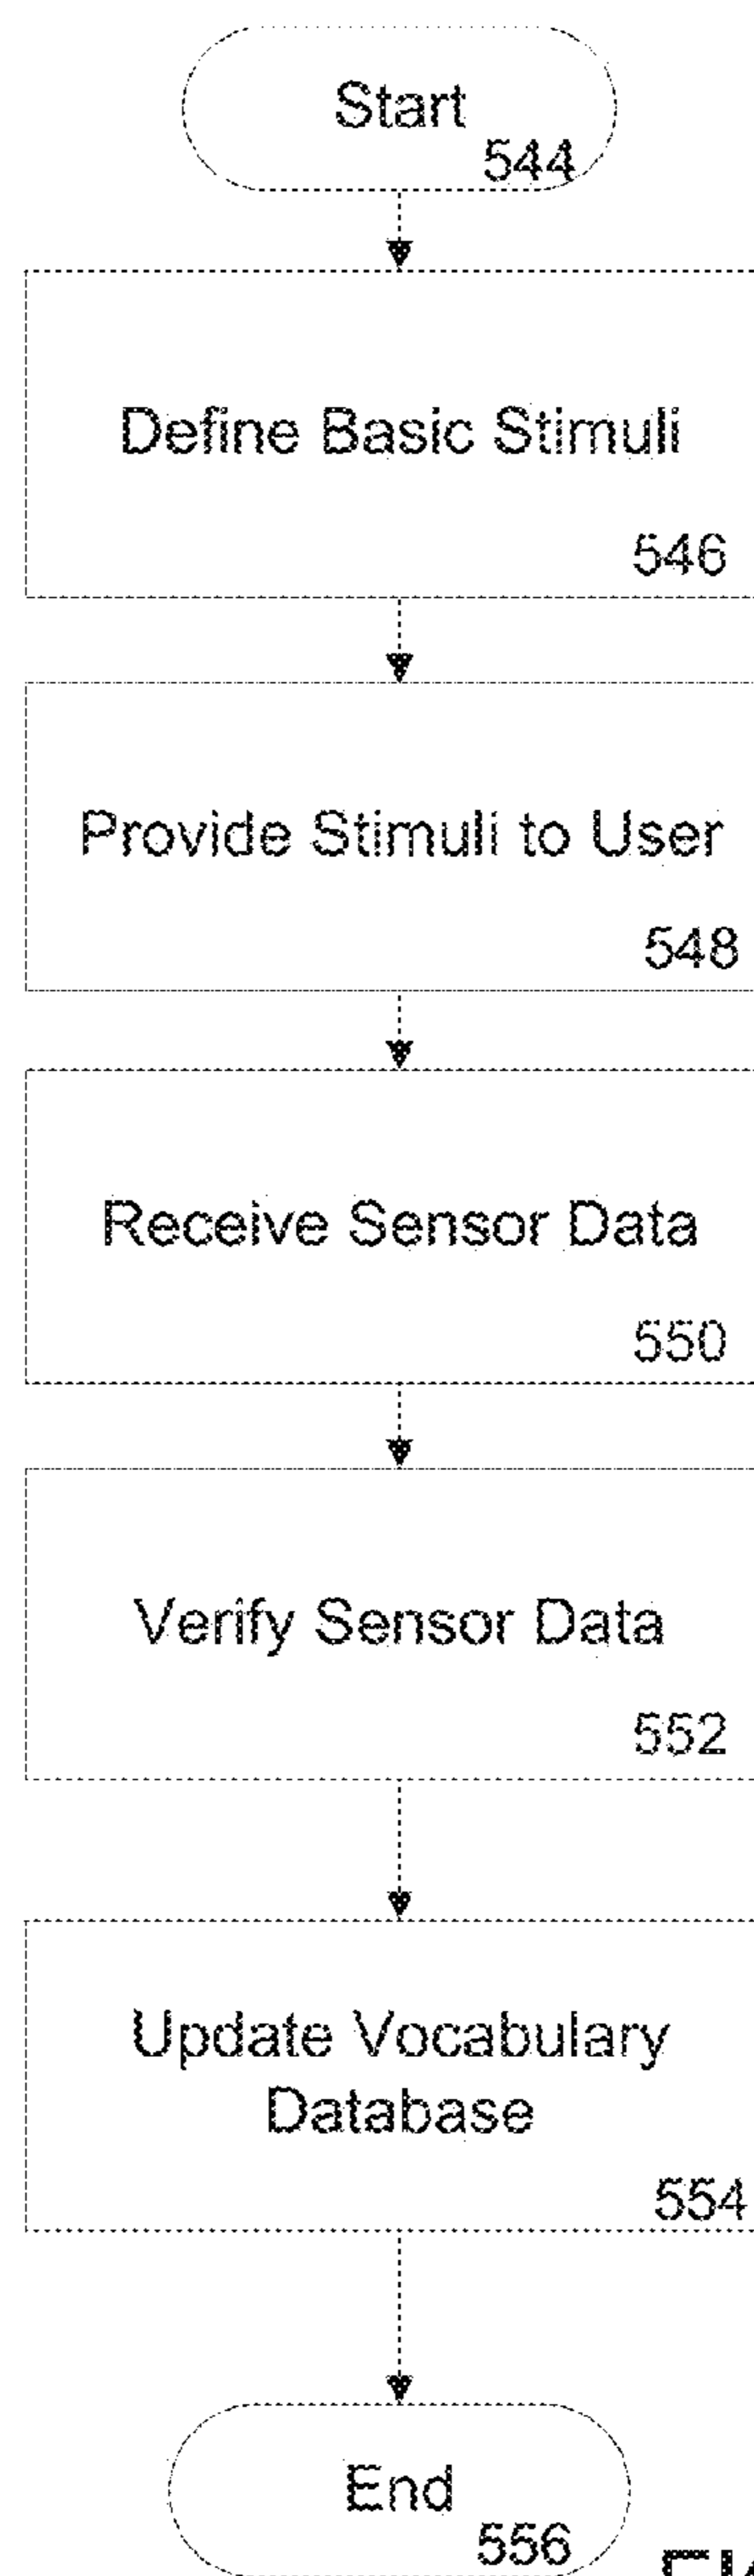 Start
544
Define Basic Stimuli
546
Provide Stimuli to User
548
Receive Sensor Data
550
Verify Sensor Data
552
Update Vocabulary
Database
554
End
556